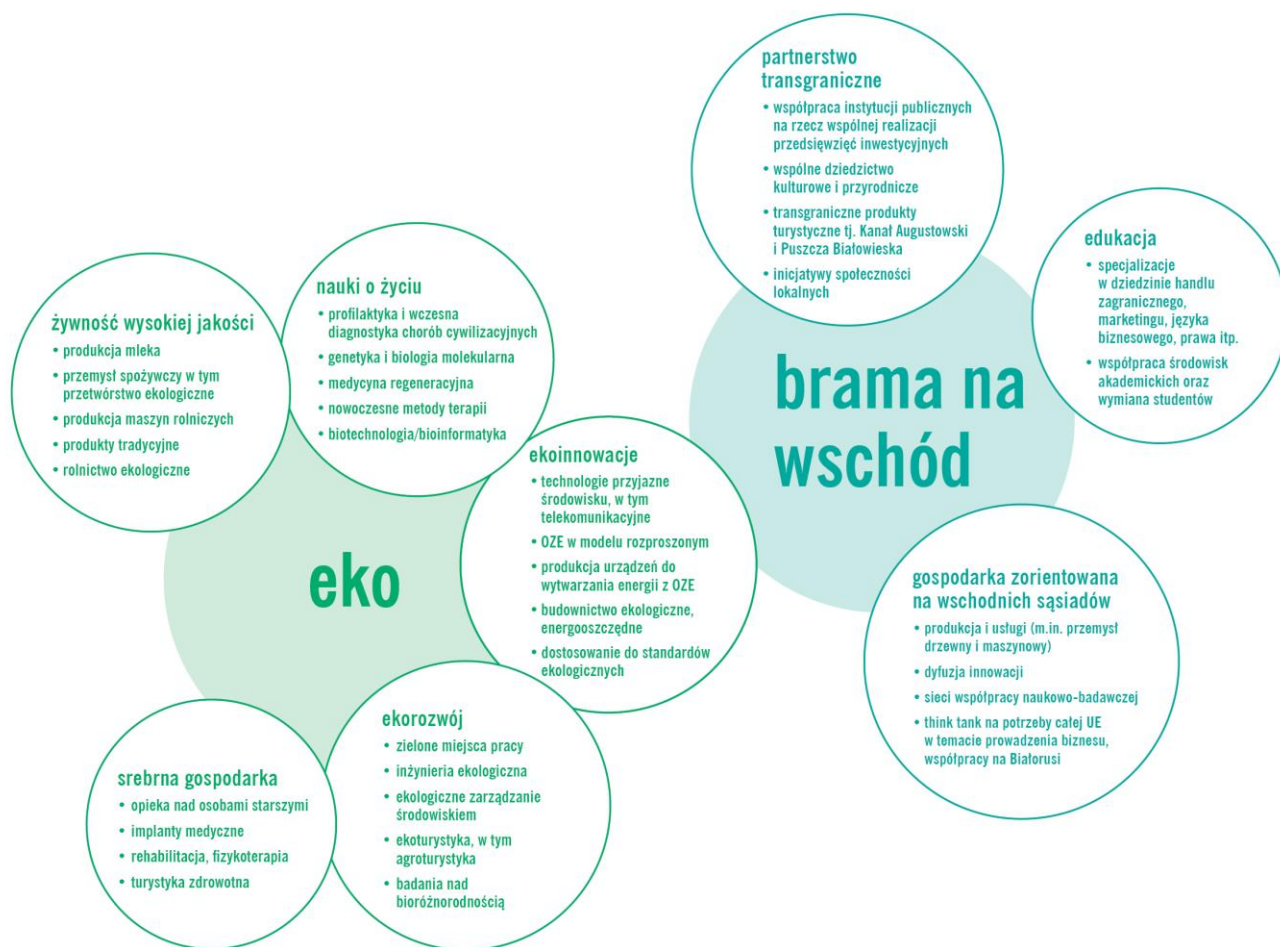 żywność wysokiej jakości
• produkcja mleka
• przemysł spożywczy w tym
przetwórstwo ekologiczne
• produkcja maszyn rolniczych
• produkty tradycyjne
• rolnictwo ekologiczne
nauki o życiu
• profilaktyka i wczesna
diagnostyka chorób cywilizacyjnych
• genetyka i biologia molekularna
• medycyna regeneracyjna
• nowoczesne metody terapii
• biotechnologia/bioinformatyka
ekoinnowacje
• technologie przyjazne
środowisku, w tym
telekomunikacyjne
• OZE w modelu rozproszonym
• produkcja urządzeń do
wytwarzania energii z OZE
• budownictwo ekologiczne,
energooszczędne
• dostosowanie do standardów
ekologicznych
eko
srebrna gospodarka
• opieka nad osobami starszymi
• implanty medyczne
• rehabilitacja, fizykoterapia
• turystyka zdrowotna
ekorozwój
• zielone miejsca pracy
• inżynieria ekologiczna
• ekologiczne zarządzanie
środowiskiem
• ekoturystyka, w tym
agroturystyka
• badania nad
bioróżnorodnością
partnerstwo
transgraniczne
• współpraca instytucji publicznych
na rzecz wspólnej realizacji
przedsięwzięć inwestycyjnych
• wspólne dziedzictwo
kulturowe i przyrodnicze
• transgraniczne produkty
turystyczne tj. Kanał Augustowski
i Puszcza Białowieska
• inicjatywy społeczności
lokalnych
edukacja
• specjalizacje
w dziedzinie handlu
zagranicznego,
marketingu, języka
biznesowego, prawa itp.
• współpraca środowisk
akademickich oraz
wymiana studentów
brama na
wschód
gospodarka zorientowana
na wschodnich sąsiadów
• produkcja i usługi (m.in. przemysł
drzewny i maszynowy)
• dyfuzja innowacji
• sieci współpracy naukowo-badawczej
• think tank na potrzeby całej UE
w temacie prowadzenia biznesu,
współpracy na Białorusi